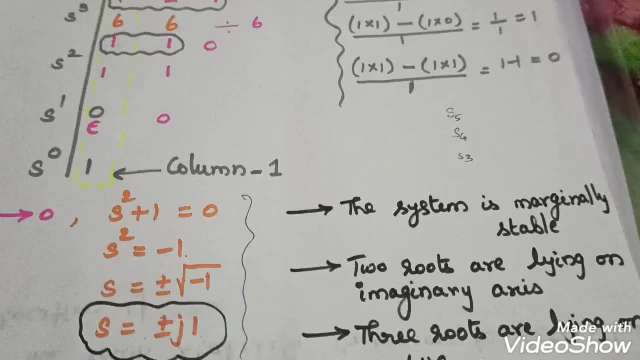 s³
6 6 ÷ 6
1 1 0
s²
1 1
s¹ 0
ε 0
s⁰ 1 ← Column-1
(1×1) - (1×0) / 1 = 1/1 = 1
(1×1) - (1×1) / 1 = 1-1 = 0
s5
s4
s3
→ 0 , s² + 1 = 0
s² = -1.
s = ±√-1
s = ±j1
→ The system is marginally stable
→ Two roots are lying on imaginary axis
→ Three roots are lying on
Made with
VideoShow